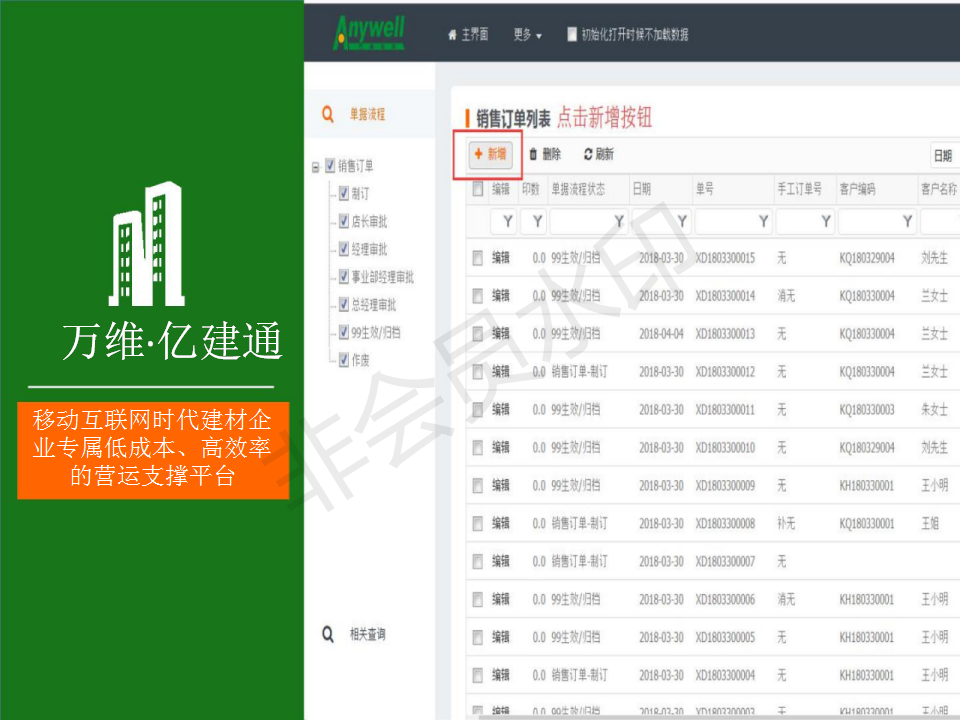 万维·亿建通
移动互联网时代建材企
业专属低成本、高效率
的营运支撑平台
Anywell
主界面 更多 初始化打开时候不加载数据
单据流程
销售订单
制订
店长审批
经理审批
事业部经理审批
总经理审批
99生效/归档
作废
相关查询
销售订单列表 点击新增按钮
新增 删除 刷新 日期
编辑 印数 单据流程状态 日期 单号 手工订单号 客户编码 客户名称
编辑 0.0 99生效/归档 2018-03-30 XD1803300015 无 KQ180329004 刘先生
编辑 0.0 99生效/归档 2018-03-30 XD1803300014 消无 KQ180330004 兰女士
编辑 0.0 99生效/归档 2018-04-04 XD1803300013 无 KQ180330004 兰女士
编辑 0.0 销售订单-制订 2018-03-30 XD1803300012 无 KQ180330004 兰女士
编辑 0.0 99生效/归档 2018-03-30 XD1803300011 无 KQ180330003 朱女士
编辑 0.0 99生效/归档 2018-03-30 XD1803300010 无 KQ180329004 刘先生
编辑 0.0 99生效/归档 2018-03-30 XD1803300009 无 KH180330001 王小明
编辑 0.0 销售订单-制订 2018-03-30 XD1803300008 补无 KQ180330001 王姐
编辑 0.0 销售订单-制订 2018-03-30 XD1803300007 无
编辑 0.0 99生效/归档 2018-03-30 XD1803300006 消无 KH180330001 王小明
编辑 0.0 99生效/归档 2018-03-30 XD1803300005 无 KH180330001 王小明
编辑 0.0 销售订单-制订 2018-03-30 XD1803300004 无 KH180330001 王小明
编辑 0.0 99生效/归档 2018-03-30 XD1803300003 无 KH180330001 王小明
非会员水印